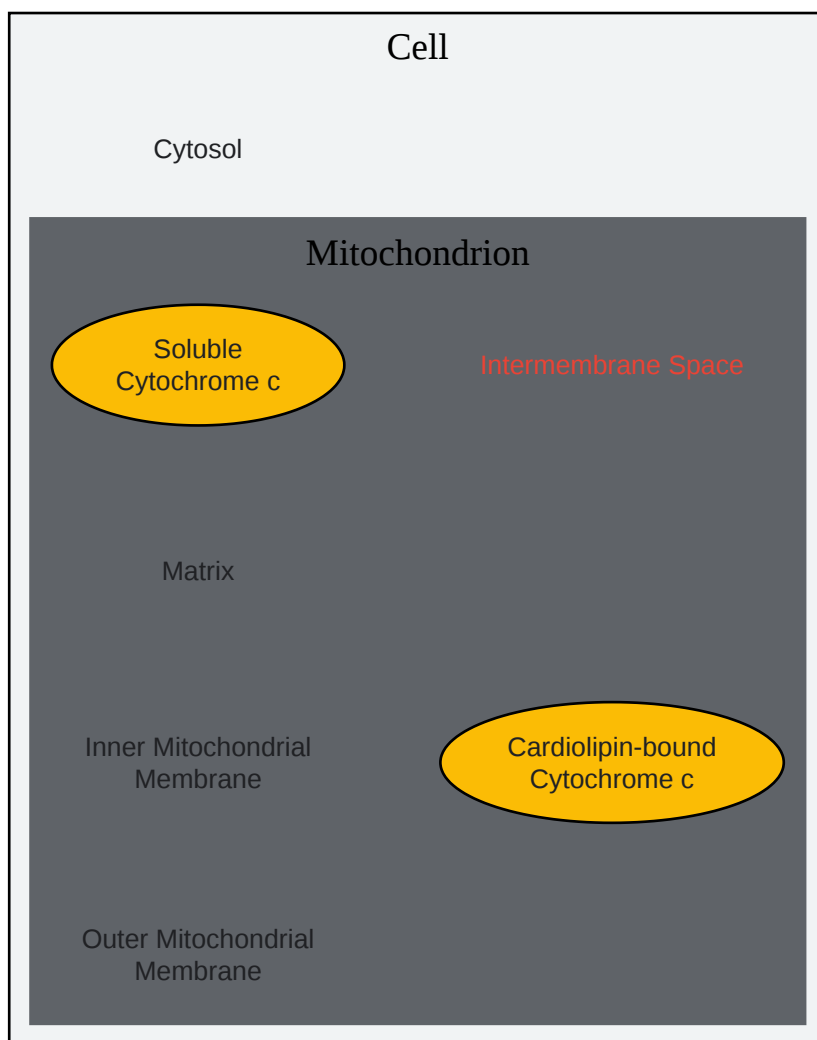 Cell
Cytosol
Mitochondrion
Soluble
Cytochrome c
Intermembrane Space
Matrix
Inner Mitochondrial
Membrane
Cardiolipin-bound
Cytochrome c
Outer Mitochondrial
Membrane